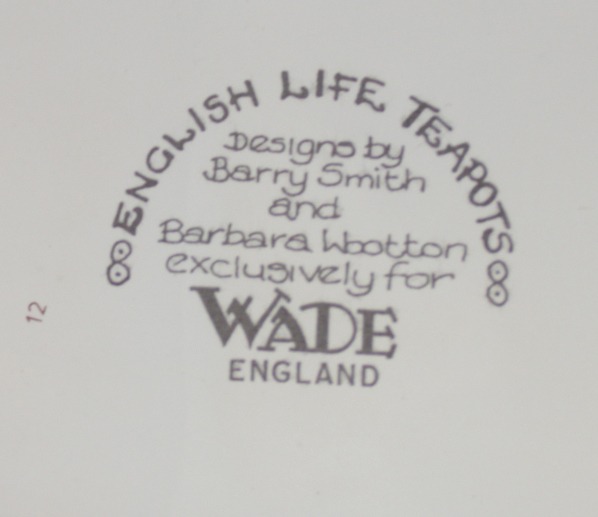 ENGLISH LIFE TEAPOTS
Designs by
Barry Smith
and
Barbara Wootton
exclusively for
WADE
ENGLAND
12